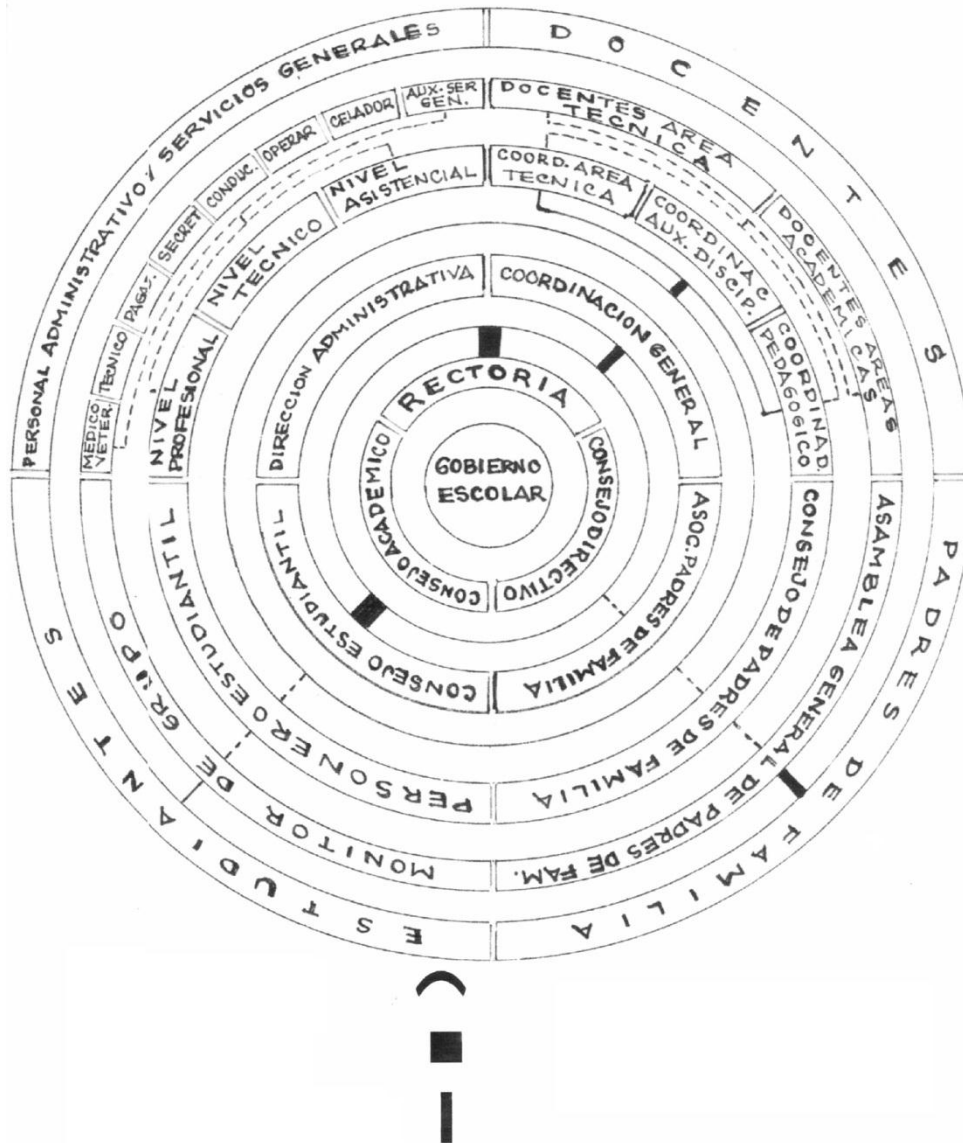 PERSONAL ADMINISTRATIVO Y SERVICIOS GENERALES
DOCENTES
PADRES DE FAMILIA
ESTUDIANTES
MEDICO
VETER.
TECNICO
PAGAS.
SECRET
CONDUC.
OPERAR
CELADOR
AUX-SER
GEN.
DOCENTES AREA
TECNICA
DOCENTES AREAS
ACADEMICAS
ASAMBLEA GENERAL DE PADRES DE FAM.
MONITOR DE GRUPO
NIVEL
PROFESIONAL
NIVEL
TECNICO
NIVEL
ASISTENCIAL
COORD. AREA
TECNICA
COORDINAC
AUX. DISCIP.
COORDINAD.
PEDAGOGICO
CONSEJO DE PADRES DE FAMILIA
PERSONERO ESTUDIANTIL
DIRECCION ADMINISTRATIVA
COORDINACION GENERAL
ASOC. PADRES DE FAMILIA
CONSEJO ESTUDIANTIL
RECTORIA
CONSEJO DIRECTIVO
CONSEJO ACADEMICO
GOBIERNO
ESCOLAR